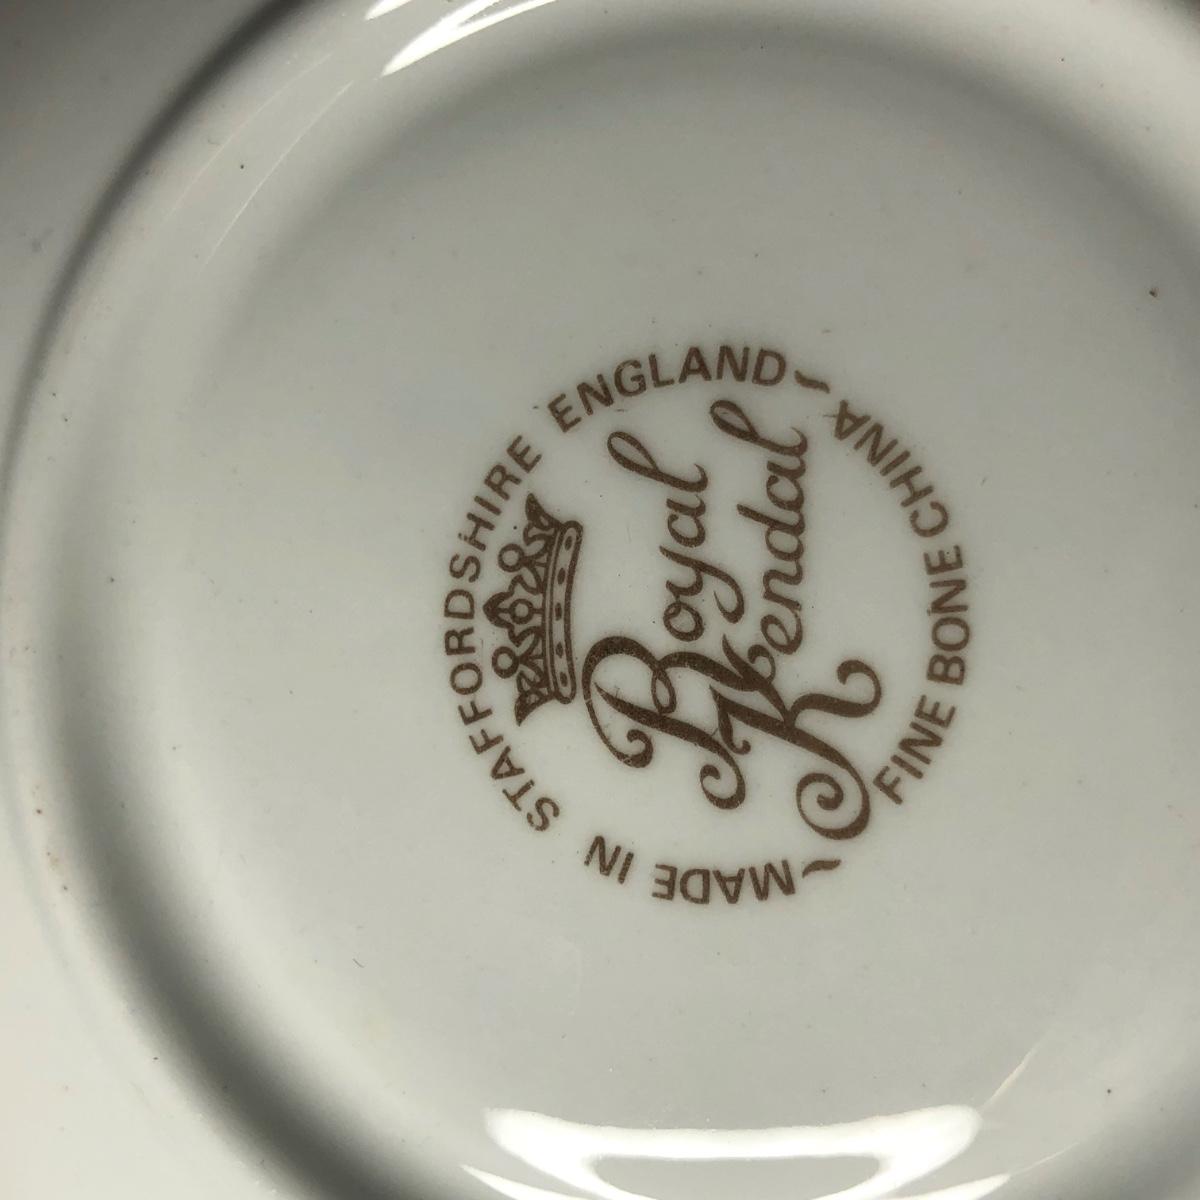 MADE IN STAFFORDSHIRE ENGLAND ~
Royal
Kendal
FINE BONE CHINA ~